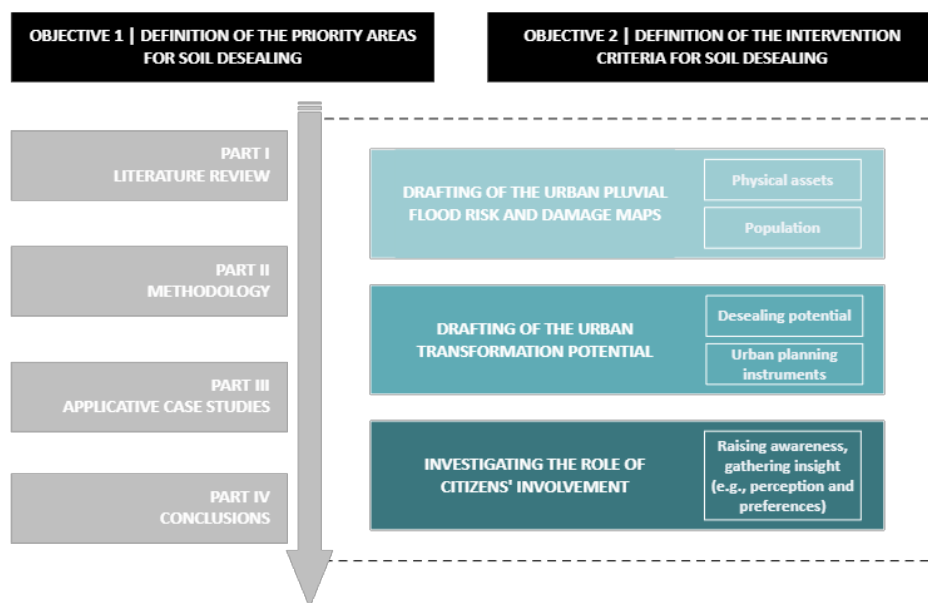 OBJECTIVE 1 | DEFINITION OF THE PRIORITY AREAS
FOR SOIL DESEALING
OBJECTIVE 2 | DEFINITION OF THE INTERVENTION
CRITERIA FOR SOIL DESEALING
PART I
LITERATURE REVIEW
PART II
METHODOLOGY
PART III
APPLICATIVE CASE STUDIES
PART IV
CONCLUSIONS
DRAFTING OF THE URBAN PLUVIAL
FLOOD RISK AND DAMAGE MAPS
Physical assets
Population
DRAFTING OF THE URBAN
TRANSFORMATION POTENTIAL
Desealing potential
Urban planning
instruments
INVESTIGATING THE ROLE OF
CITIZENS' INVOLVEMENT
Raising awareness,
gathering insight
(e.g., perception and
preferences)